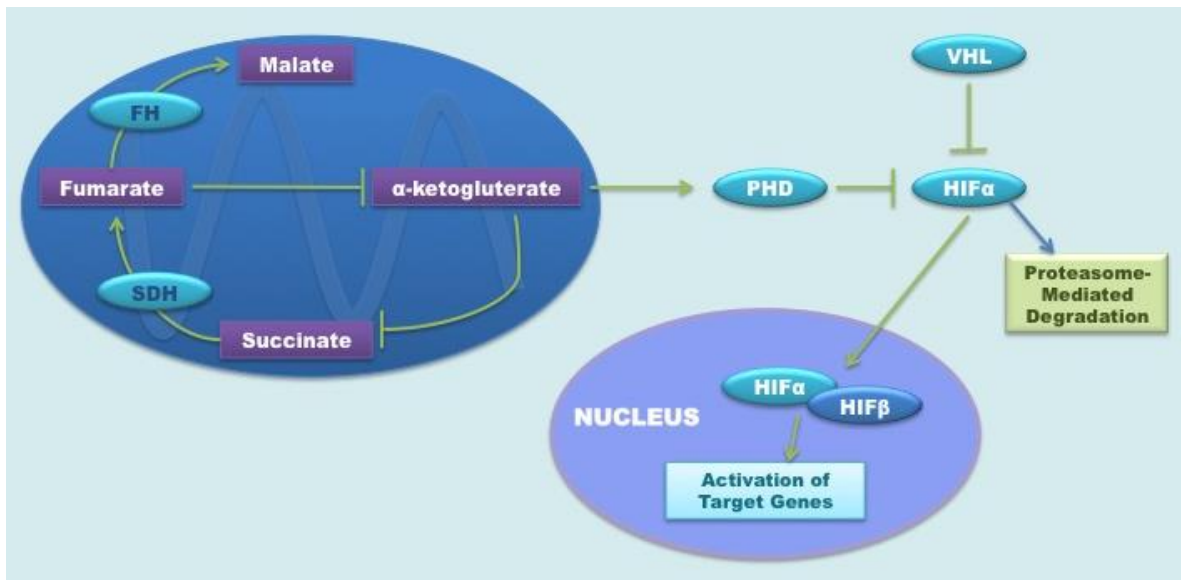 Malate
VHL
FH
Fumarate
α-ketogluterate
PHD
HIFα
SDH
Proteasome-
Mediated
Degradation
Succinate
HIFα
HIFβ
NUCLEUS
Activation of
Target Genes